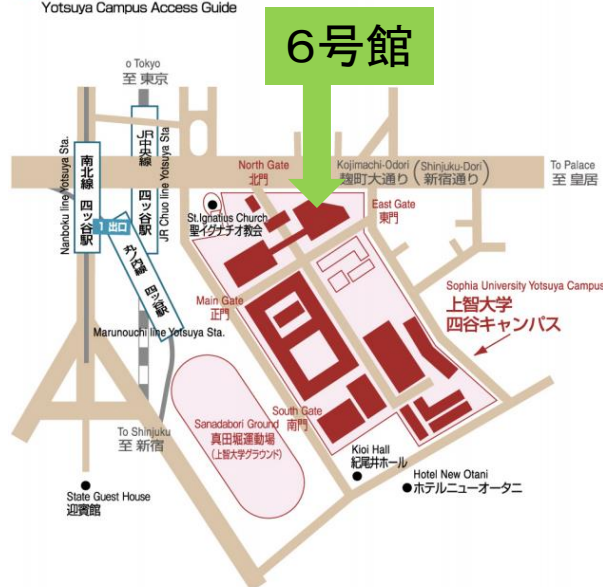 Yotsuya Campus Access Guide
6号館
o Tokyo
至 東京
南北線 四ッ谷駅
Nanboku line Yotsuya Sta.
JR中央線 四ッ谷駅
JR Chuo line Yotsuya Sta
1 出口
丸ノ内線 四ッ谷駅
Marunouchi line Yotsuya Sta.
North Gate
北門
Kojimachi-Odori (Shinjuku-Dori)
麹町大通り (新宿通り)
To Palace
至 皇居
St.Ignatius Church
聖イグナチオ教会
East Gate
東門
Sophia University Yotsuya Campus
上智大学
四谷キャンパス
Main Gate
正門
South Gate
南門
Sanadabori Ground
真田堀運動場
(上智大学グラウンド)
To Shinjuku
至 新宿
Kioi Hall
紀尾井ホール
Hotel New Otani
ホテルニューオータニ
State Guest House
迎賓館